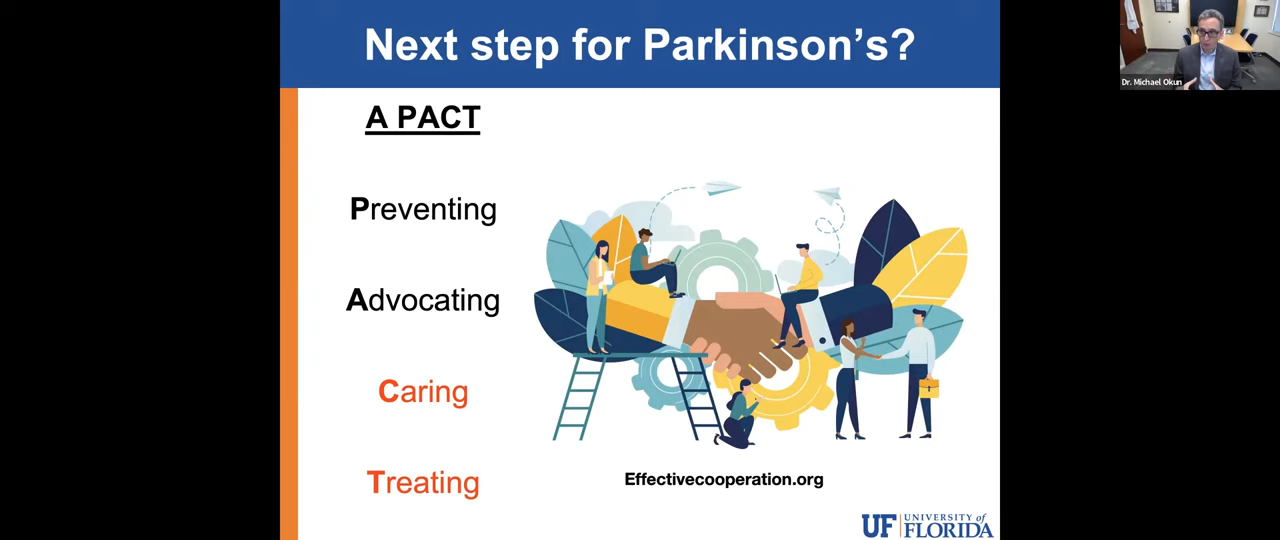 Next step for Parkinson's?
Dr. Michael Okun
A PACT
Preventing
Advocating
Caring
Treating
Effectivecooperation.org
UF UNIVERSITY of
FLORIDA